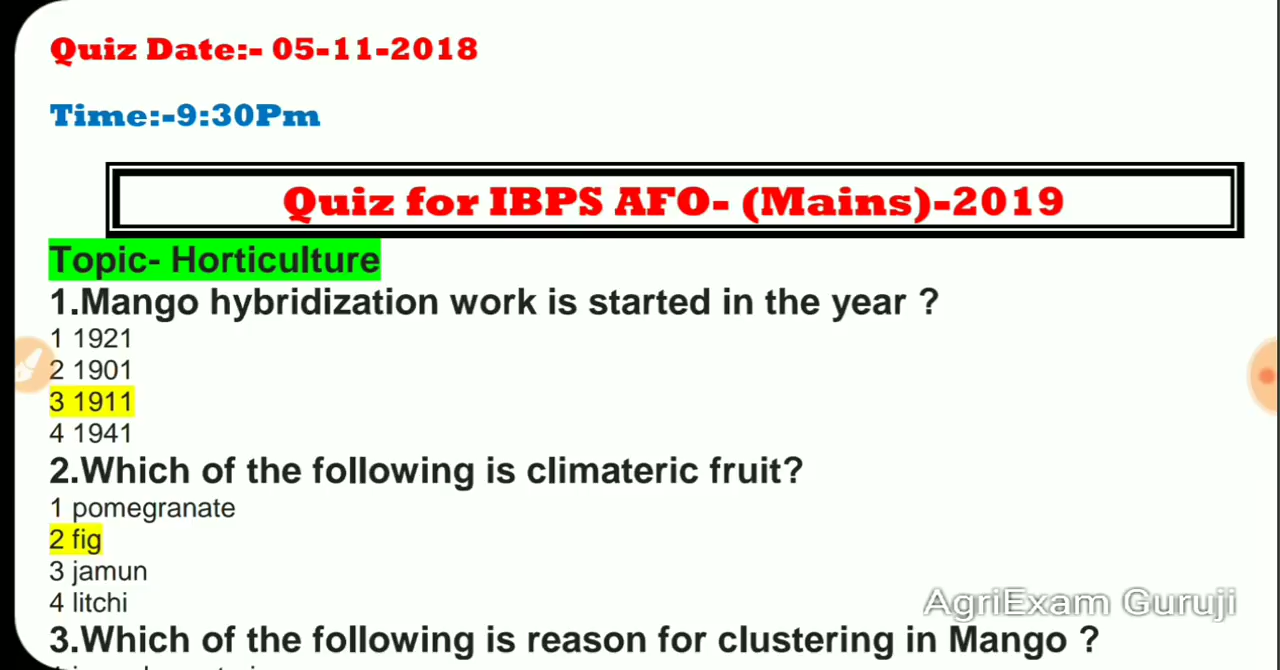 Quiz Date:- 05-11-2018
Time:-9:30Pm
Quiz for IBPS AFO- (Mains)-2019
Topic- Horticulture
1.Mango hybridization work is started in the year ?
1 1921
2 1901
3 1911
4 1941
2.Which of the following is climateric fruit?
1 pomegranate
2 fig
3 jamun
4 litchi
AgriExam Guruji
3.Which of the following is reason for clustering in Mango ?